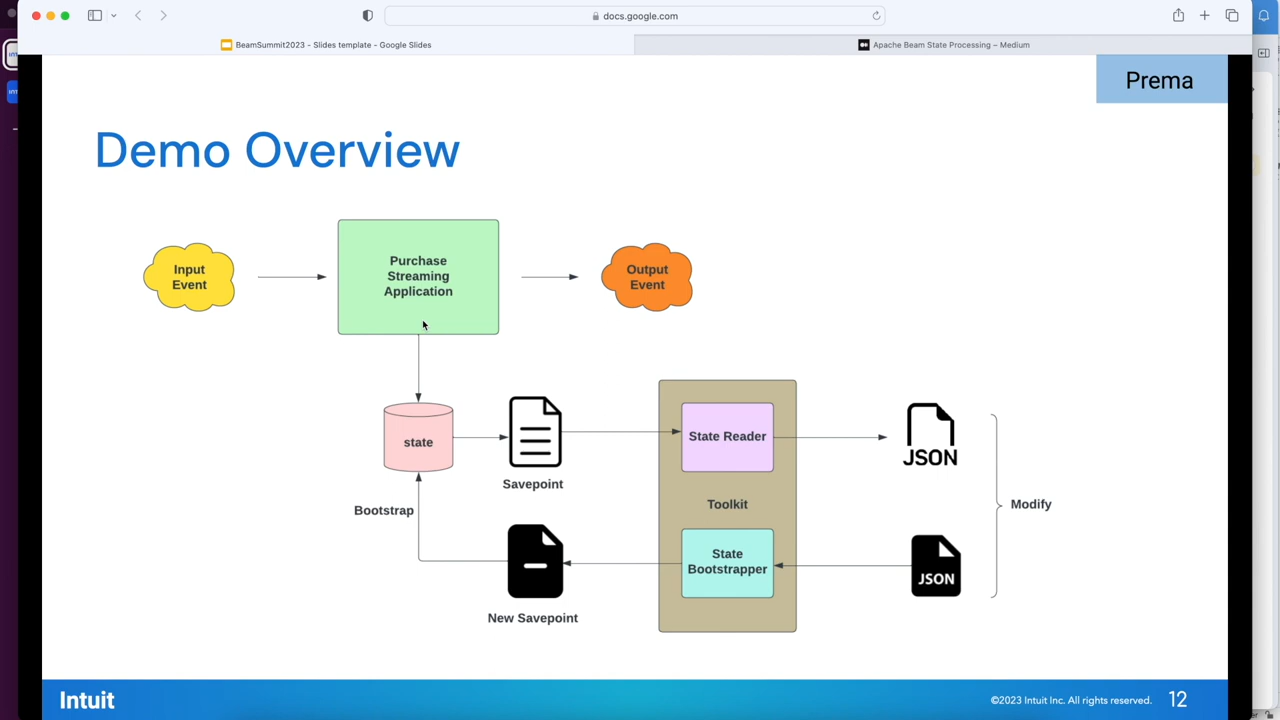 docs.google.com
BeamSummit2023 - Slides template - Google Slides
Apache Beam State Processing – Medium
Prema
Demo Overview
Input
Event
Purchase
Streaming
Application
Output
Event
state
Savepoint
State Reader
JSON
Bootstrap
Toolkit
Modify
State
Bootstrapper
JSON
New Savepoint
Intuit
©2023 Intuit Inc. All rights reserved.
12